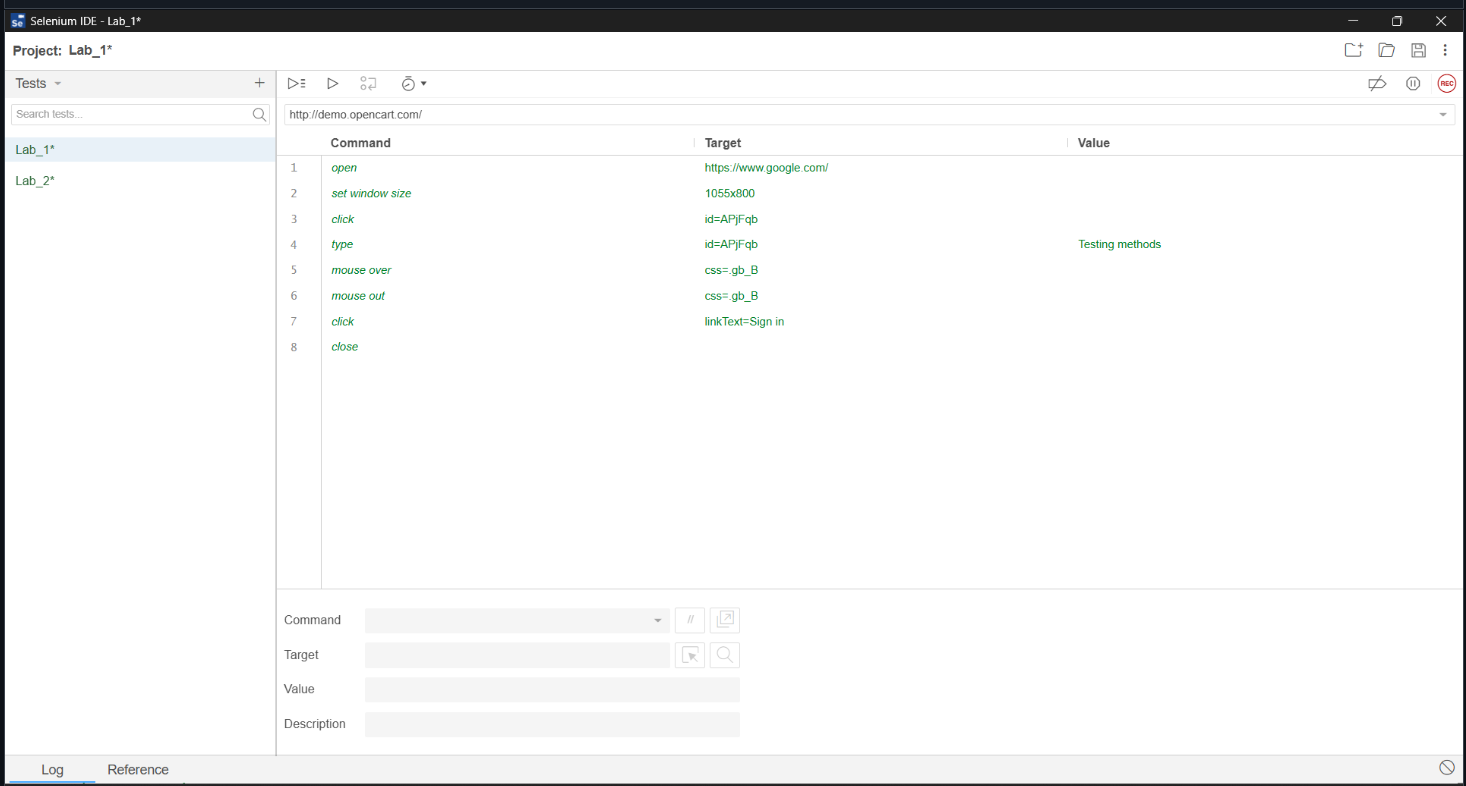 Se Selenium IDE - Lab_1*
Project: Lab_1*
Tests
Search tests...
Lab_1*
Lab_2*
REC
http://demo.opencart.com/
Command Target Value
1 open https://www.google.com/
2 set window size 1055x800
3 click id=APjFqb
4 type id=APjFqb Testing methods
5 mouse over css=.gb_B
6 mouse out css=.gb_B
7 click linkText=Sign in
8 close
Command //
Target
Value
Description
Log Reference